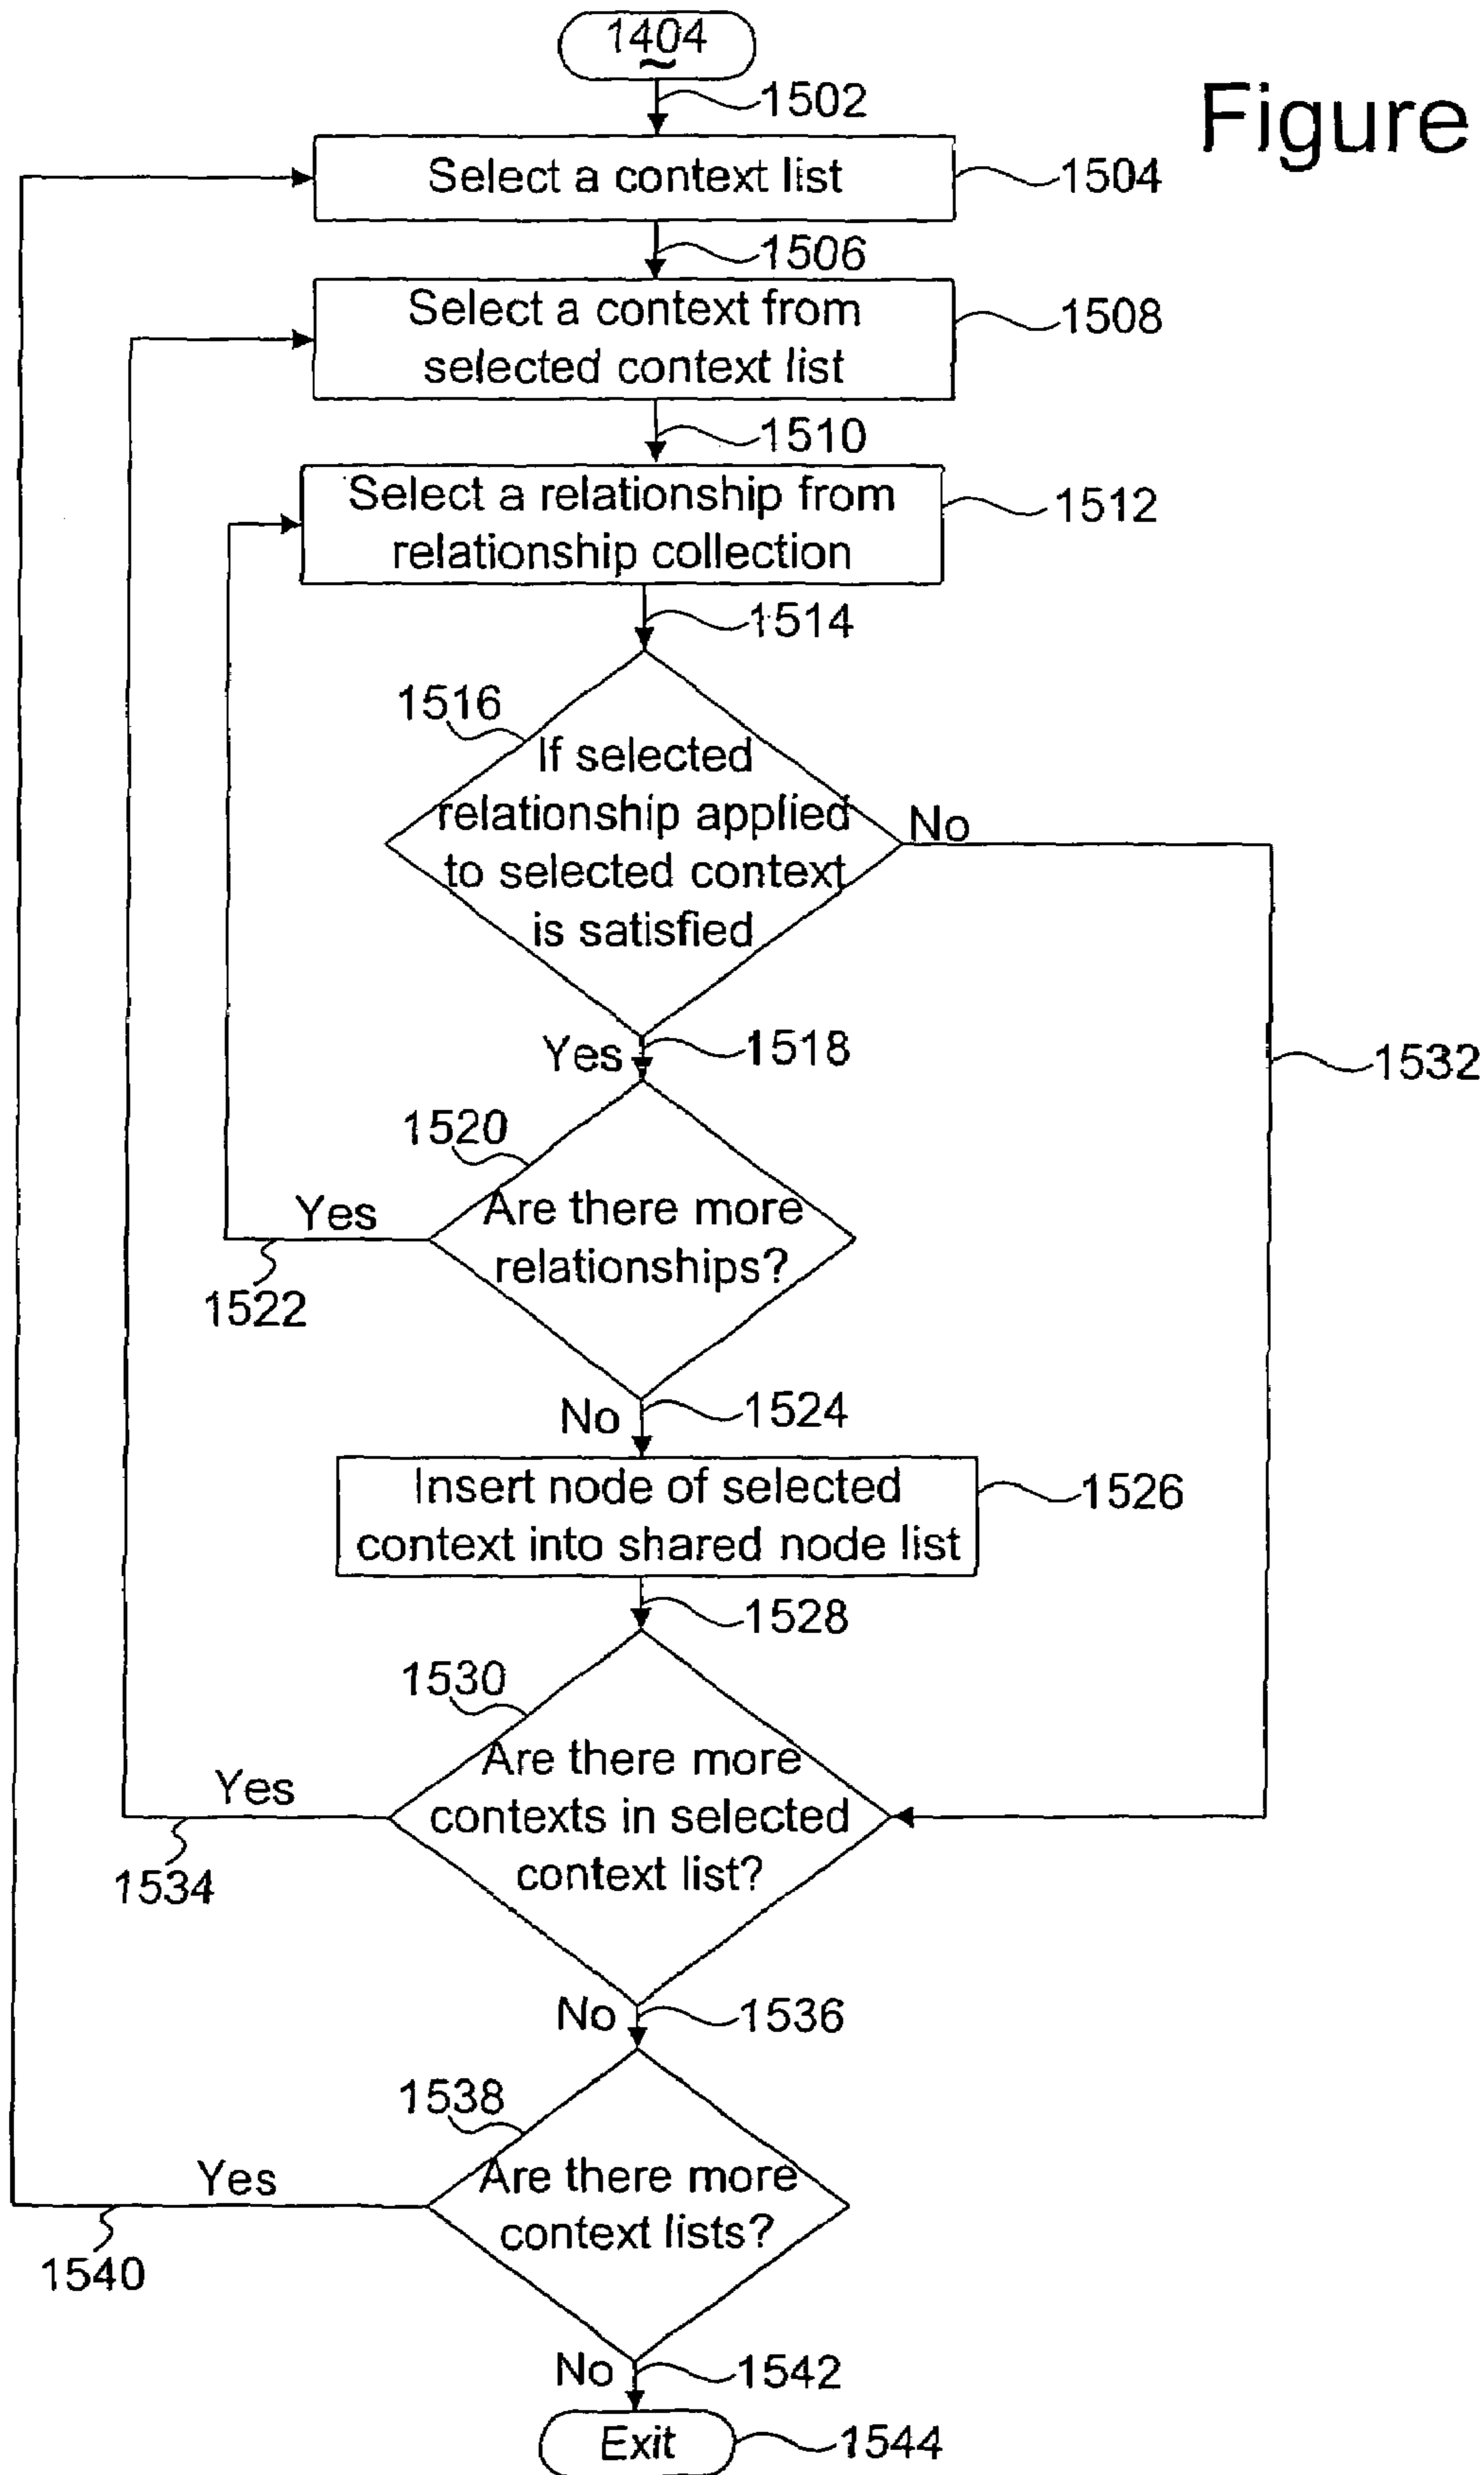 1404
Figure
1502
Select a context list
1504
1506
Select a context from
selected context list
1508
1510
Select a relationship from
relationship collection
1512
1514
1516
If selected
relationship applied
to selected context
is satisfied
No
1532
Yes
1518
1520
Are there more
relationships?
Yes
1522
No
1524
Insert node of selected
context into shared node list
1526
1528
1530
Are there more
contexts in selected
context list?
Yes
1534
No
1536
1538
Are there more
context lists?
Yes
1540
No
1542
Exit
1544